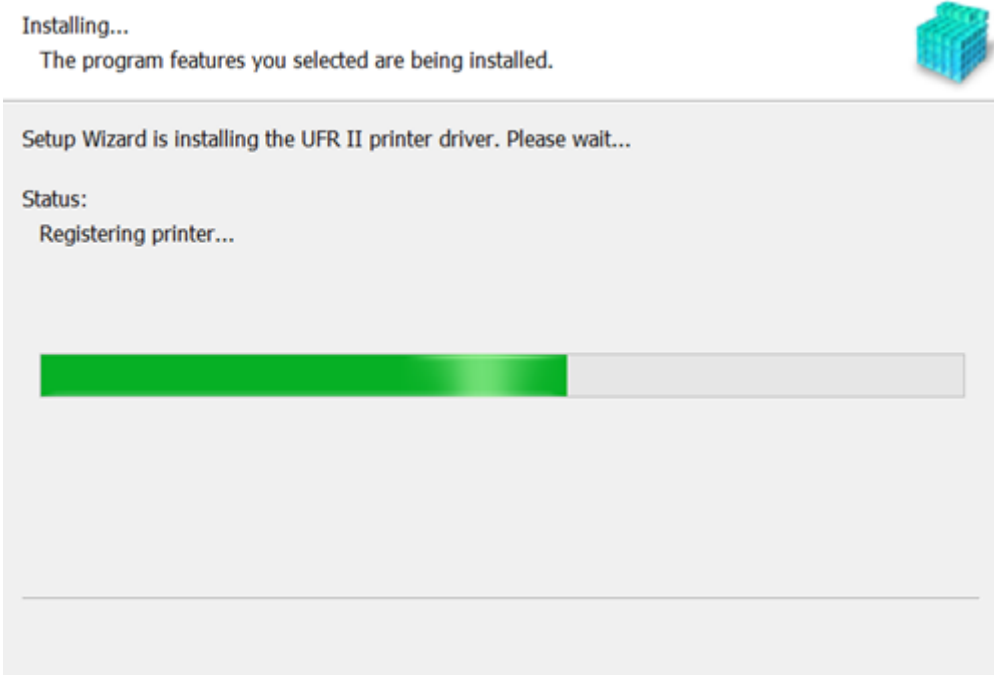 Installing...
The program features you selected are being installed.
Setup Wizard is installing the UFR II printer driver. Please wait...
Status:
Registering printer...